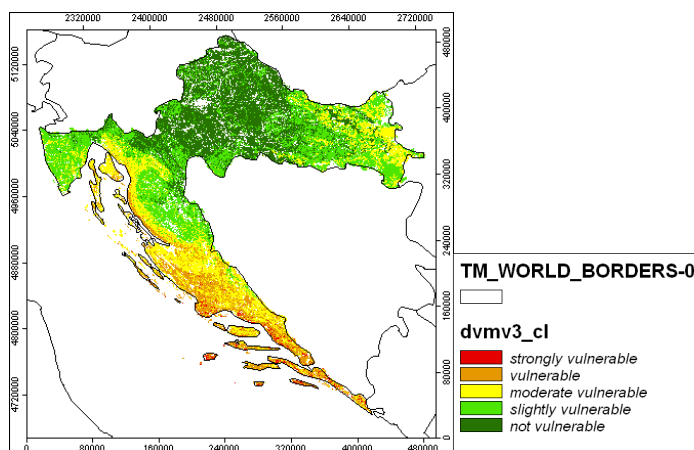 2320000 2400000 2480000 2560000 2640000 2720000
5120000 5040000 4960000 4880000 4800000 4720000
480000 400000 320000 240000 160000 80000 0
0 80000 160000 240000 320000 400000 480000
TM_WORLD_BORDERS-0
dvmv3_cl
strongly vulnerable
vulnerable
moderate vulnerable
slightly vulnerable
not vulnerable